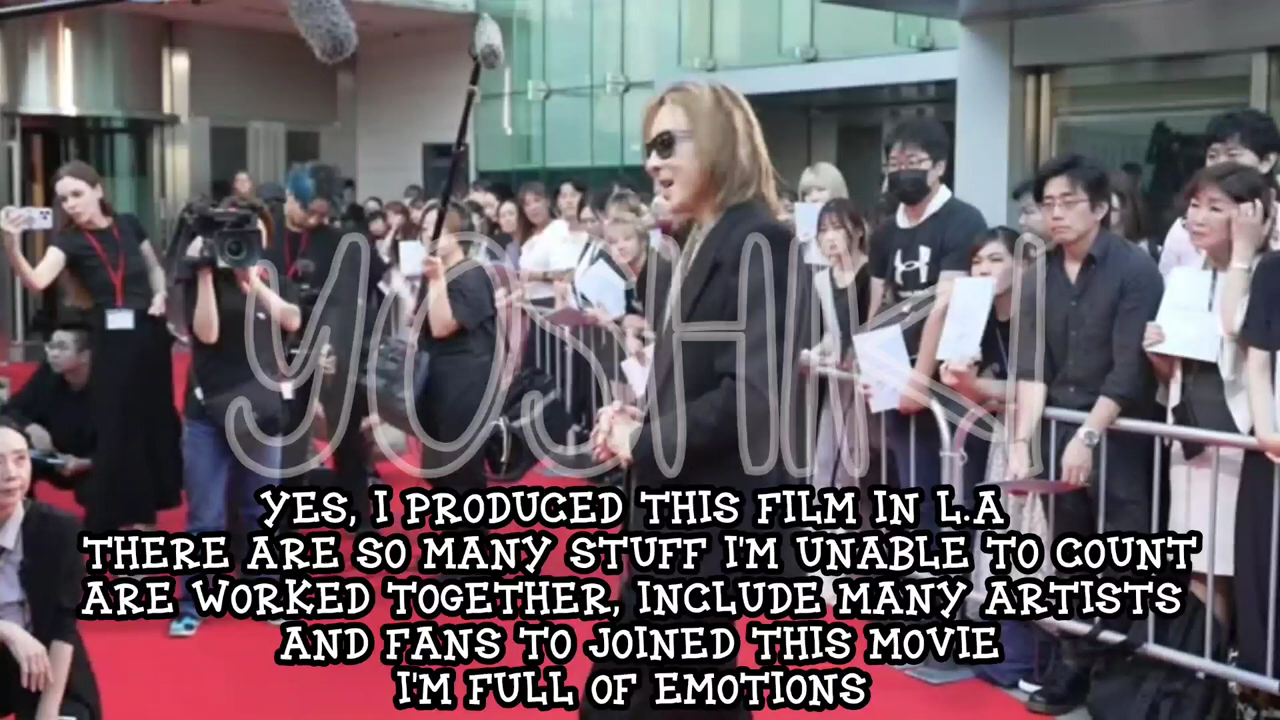 YOSHIKI
YES, I PRODUCED THIS FILM IN L.A
THERE ARE SO MANY STUFF I'M UNABLE TO COUNT
ARE WORKED TOGETHER, INCLUDE MANY ARTISTS
AND FANS TO JOINED THIS MOVIE
I'M FULL OF EMOTIONS